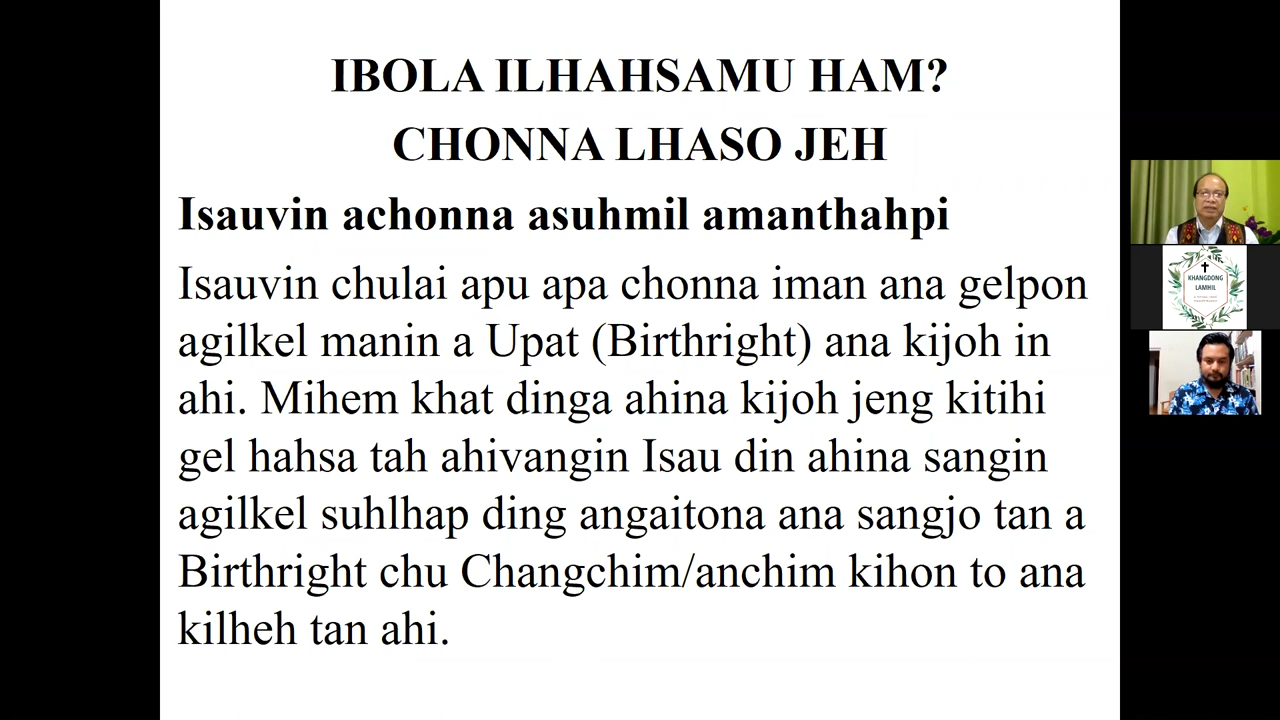 IBOLA ILHAHSAMU HAM?
CHONNA LHASO JEH
Isauvin achonna asuhmil amanthahpi
Isauvin chulai apu apa chonna iman ana gelpon
agilkel manin a Upat (Birthright) ana kijoh in
ahi. Mihem khat dinga ahina kijoh jeng kitihi
gel hahsa tah ahivangin Isau din ahina sangin
agilkel suhlhap ding angaitona ana sangjo tan a
Birthright chu Changchim/anchim kihon to ana
kilheh tan ahi.
KHANGDONG
LAMHIL